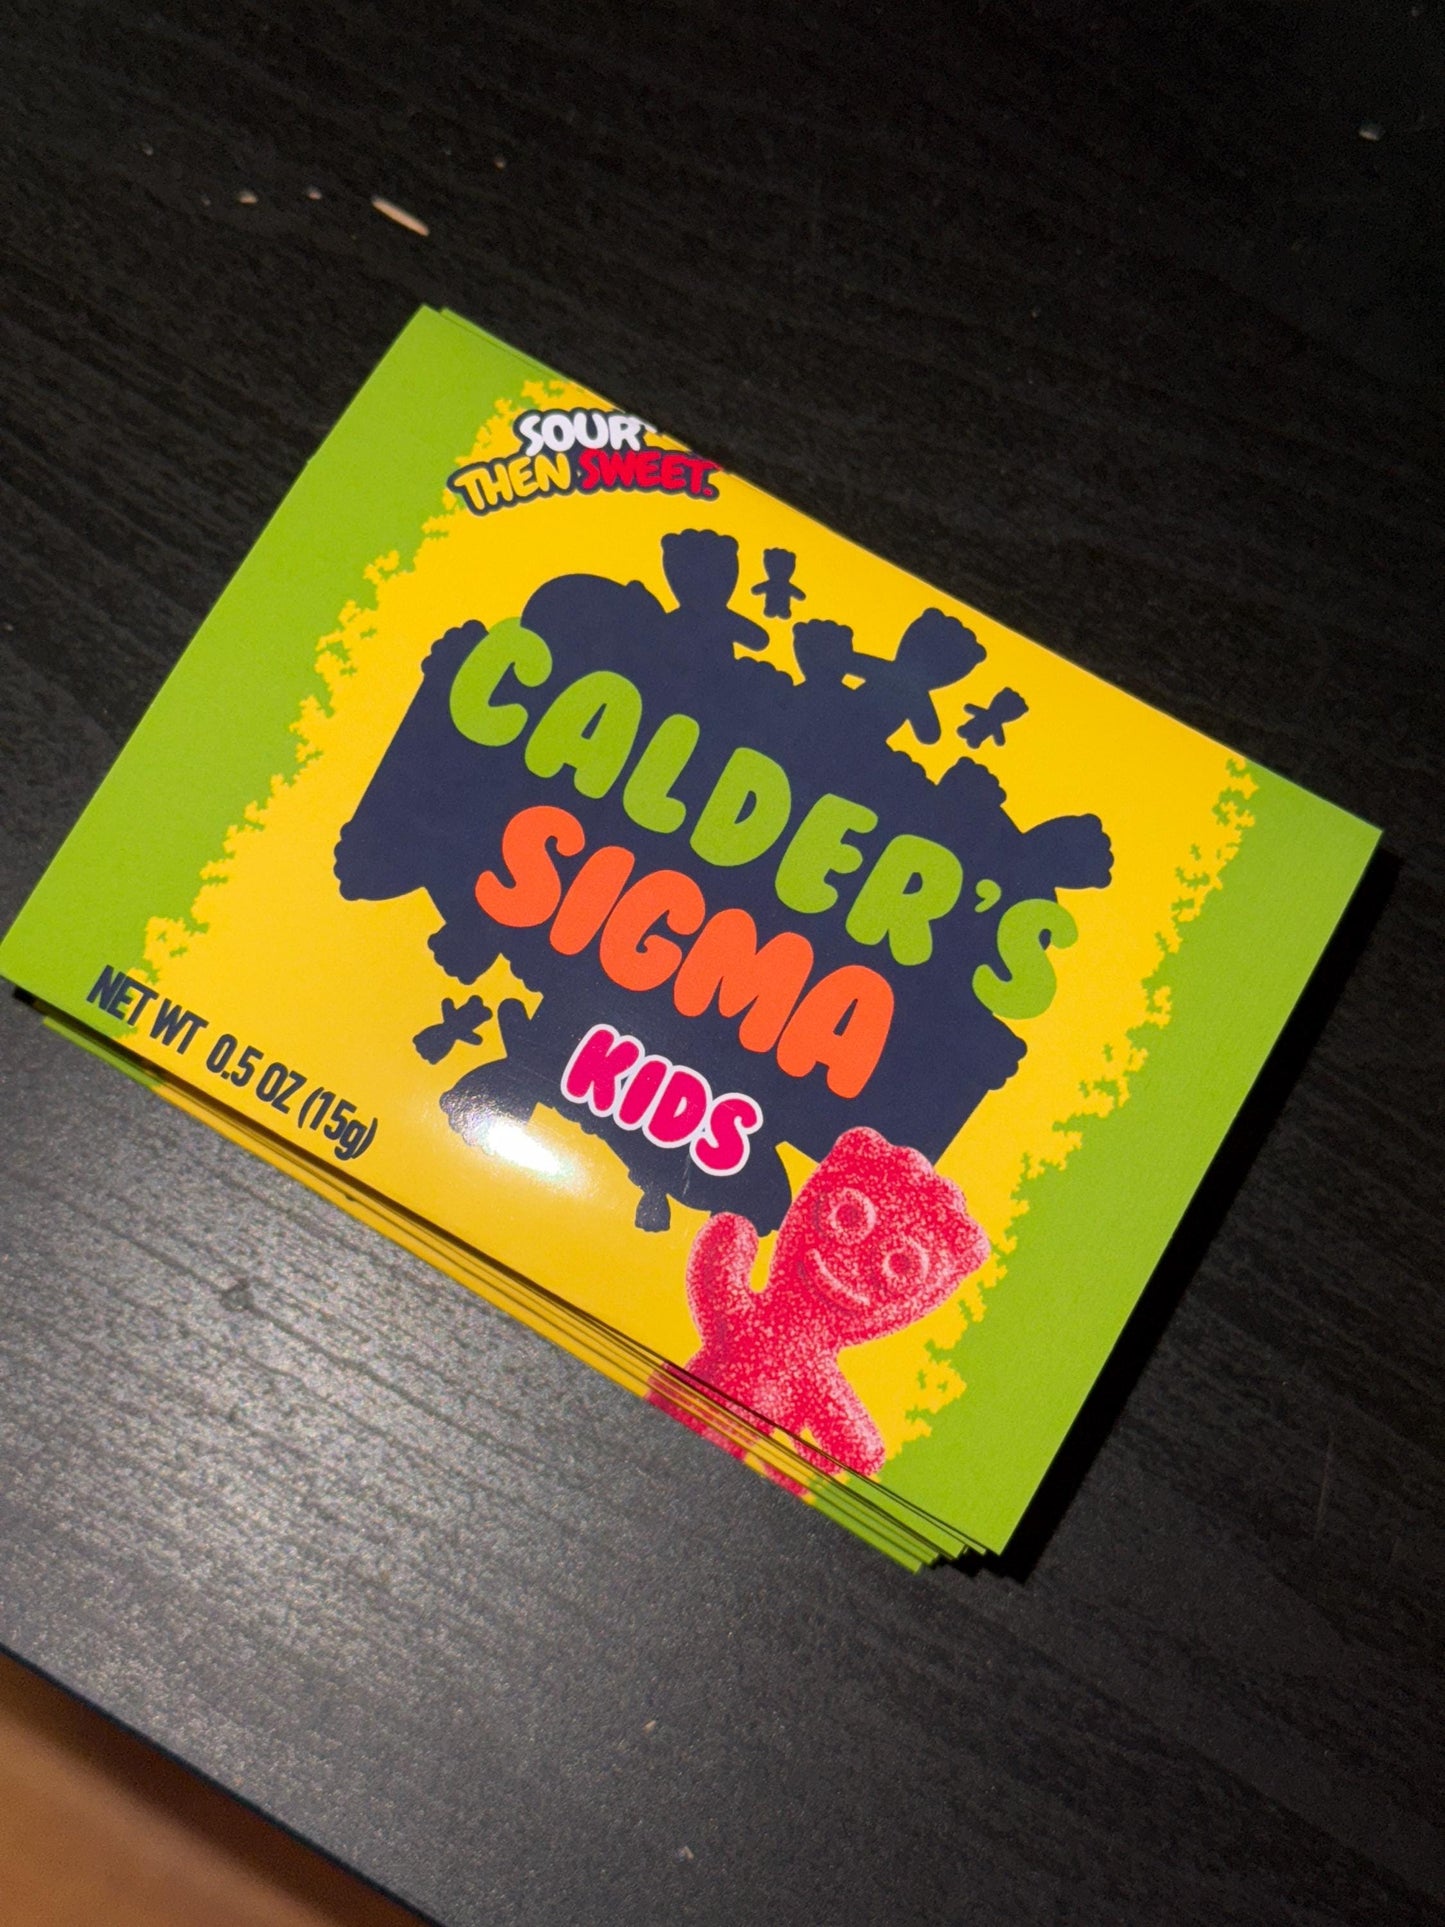 SOUR
THEN SWEET.
CALDER'S
SIGMA
KIDS
NET WT 0.5 OZ (15g)